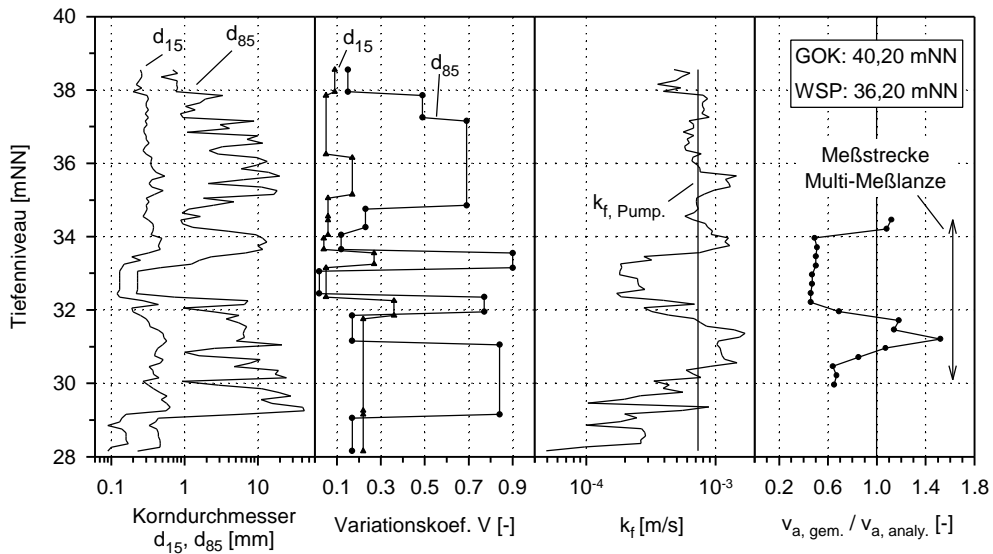 40
38
36
34
32
30
28
Tiefenniveau [mNN]
d15
d85
0.1
1
10
Korndurchmesser
d15, d85 [mm]
d15
d85
0.1
0.3
0.5
0.7
0.9
Variationskoef. V [-]
kf, Pump.
10-4
10-3
kf [m/s]
GOK: 40,20 mNN
WSP: 36,20 mNN
Meßstrecke
Multi-Meßlanze
0.2
0.6
1.0
1.4
1.8
va, gem. / va, analy. [-]